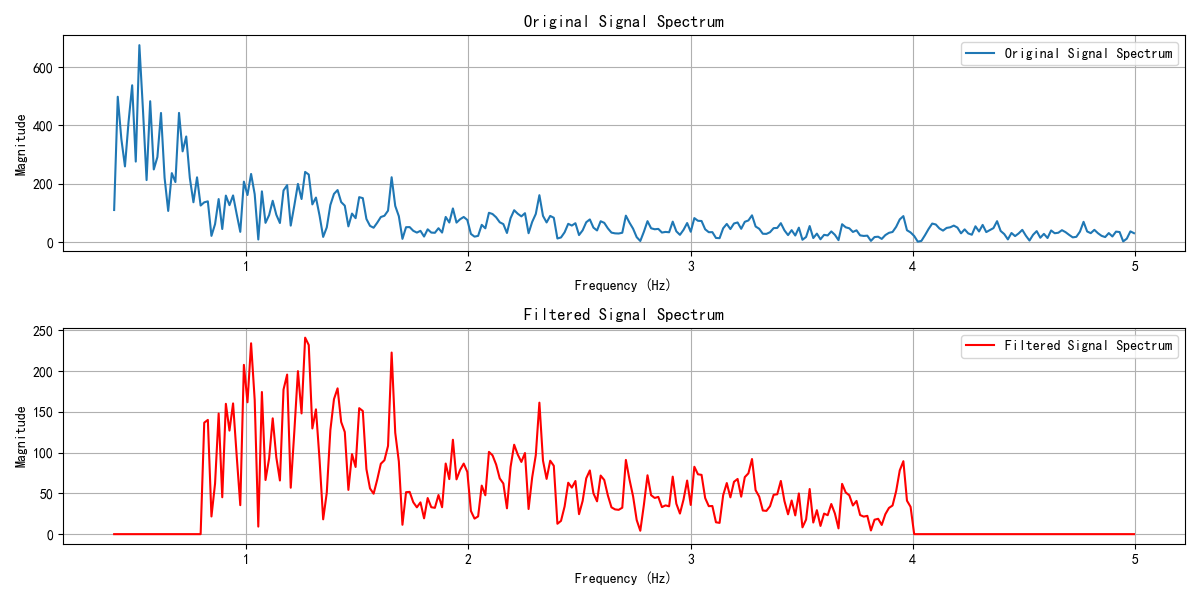 Original Signal Spectrum
Original Signal Spectrum
Magnitude
600
400
200
0
1 2 3 4 5
Frequency (Hz)
Filtered Signal Spectrum
Filtered Signal Spectrum
Magnitude
250
200
150
100
50
0
1 2 3 4 5
Frequency (Hz)